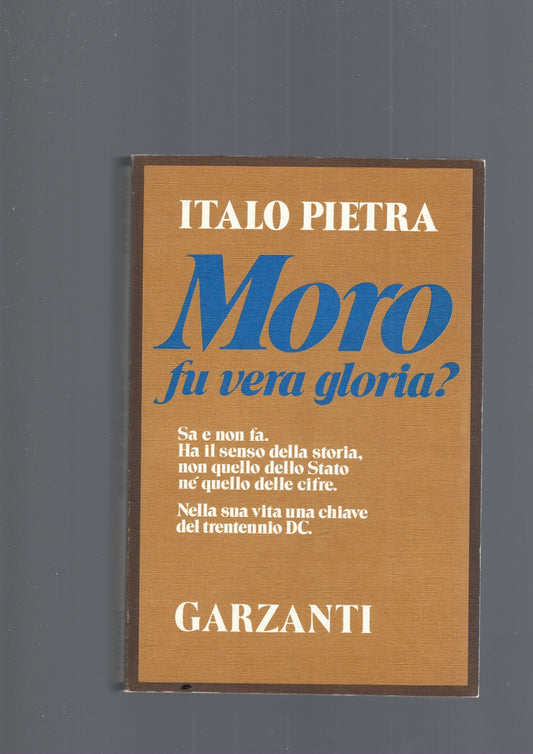 ITALO PIETRA
Moro
fu vera gloria?
Sa e non fa.
Ha il senso della storia,
non quello dello Stato
né quello delle cifre.
Nella sua vita una chiave
del trentennio DC.
GARZANTI